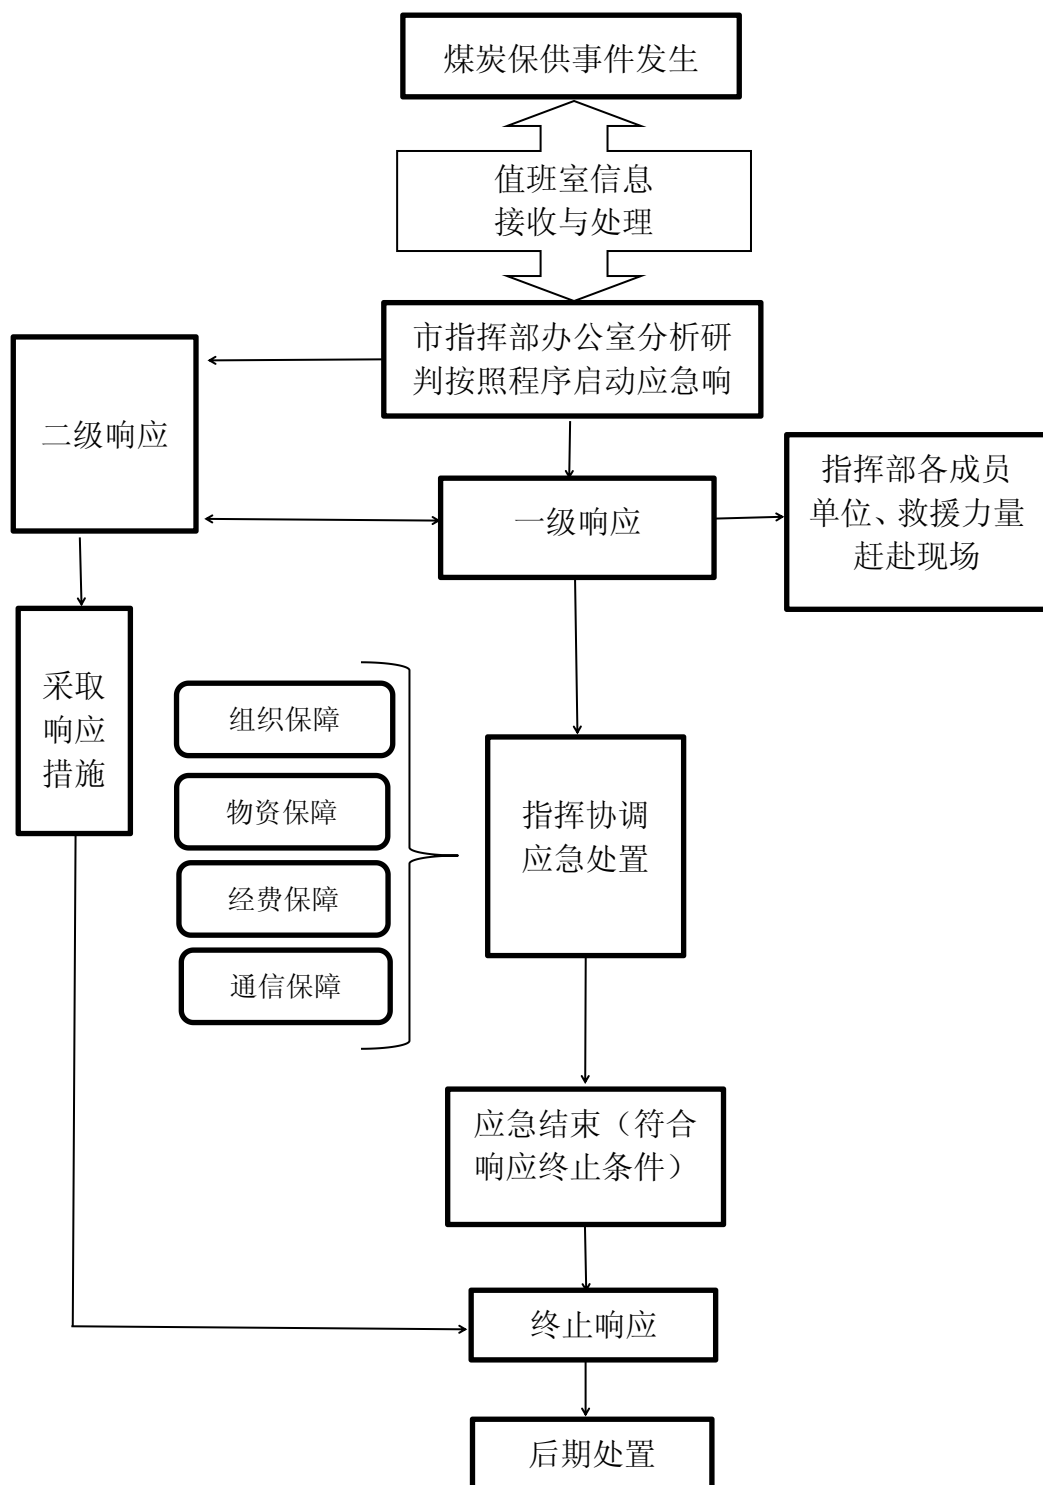 煤炭保供事件发生
值班室信息
接收与处理
市指挥部办公室分析研
判按照程序启动应急响
二级响应
一级响应
指挥部各成员
单位、救援力量
赶赴现场
采取
响应
措施
组织保障
物资保障
经费保障
通信保障
指挥协调
应急处置
应急结束（符合
响应终止条件）
终止响应
后期处置